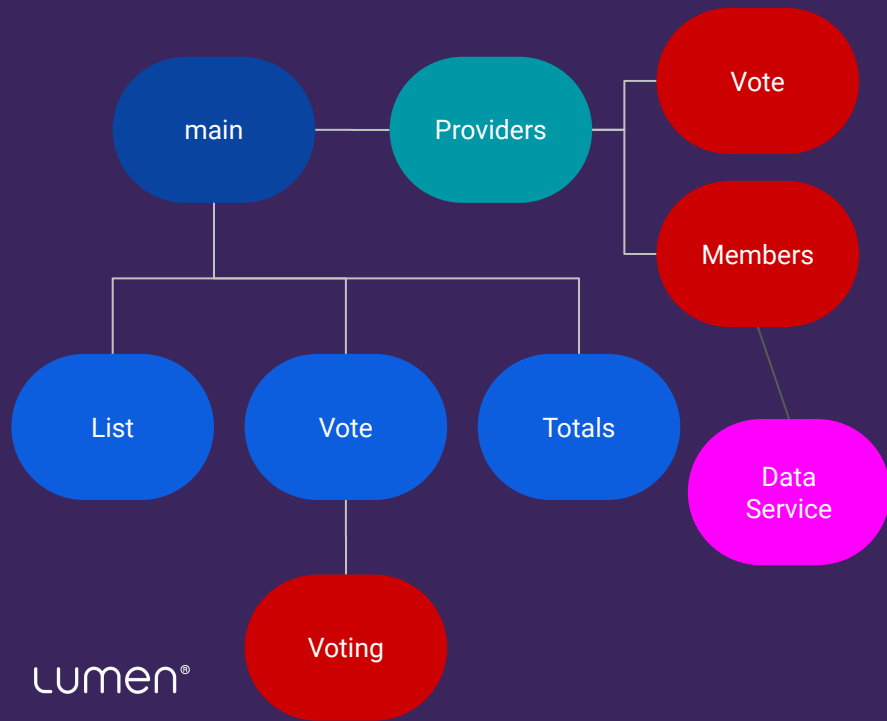 main
Providers
Vote
Members
List
Vote
Totals
Data
Service
Voting
LUMEN®